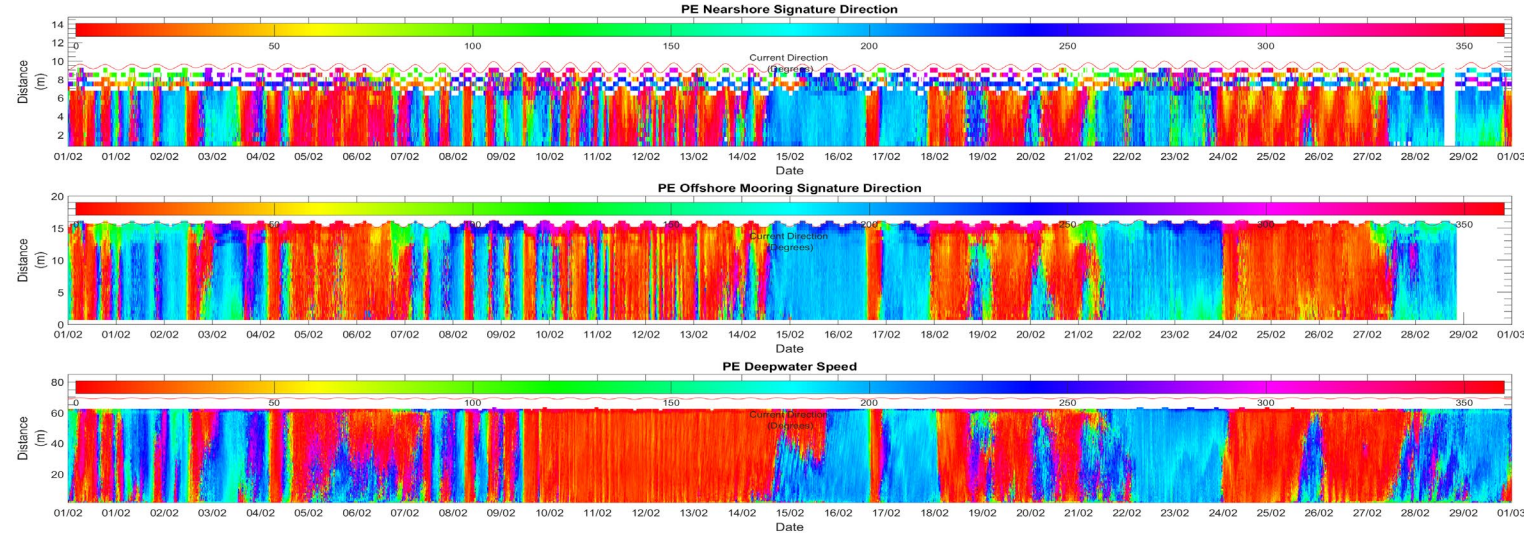 PE Nearshore Signature Direction
14
12
10
8
6
4
2
Distance
(m)
0 50 100 150 200 250 300 350
Current Direction
(Degrees)
01/02 01/02 02/02 03/02 04/02 05/02 06/02 07/02 08/02 09/02 10/02 11/02 12/02 13/02 14/02 15/02 16/02 17/02 18/02 19/02 20/02 21/02 22/02 23/02 24/02 25/02 26/02 27/02 28/02 29/02 01/03
Date
PE Offshore Mooring Signature Direction
20
15
10
5
0
Distance
(m)
0 50 100 150 200 250 300 350
Current Direction
(Degrees)
01/02 01/02 02/02 03/02 04/02 05/02 06/02 07/02 08/02 09/02 10/02 11/02 12/02 13/02 14/02 15/02 16/02 17/02 18/02 19/02 20/02 21/02 22/02 23/02 24/02 25/02 26/02 27/02 28/02 29/02 01/03
Date
PE Deepwater Speed
80
60
40
20
Distance
(m)
0 50 100 150 200 250 300 350
Current Direction
(Degrees)
01/02 01/02 02/02 03/02 04/02 05/02 06/02 07/02 08/02 09/02 10/02 11/02 12/02 13/02 14/02 15/02 16/02 17/02 18/02 19/02 20/02 21/02 22/02 23/02 24/02 25/02 26/02 27/02 28/02 29/02 01/03
Date